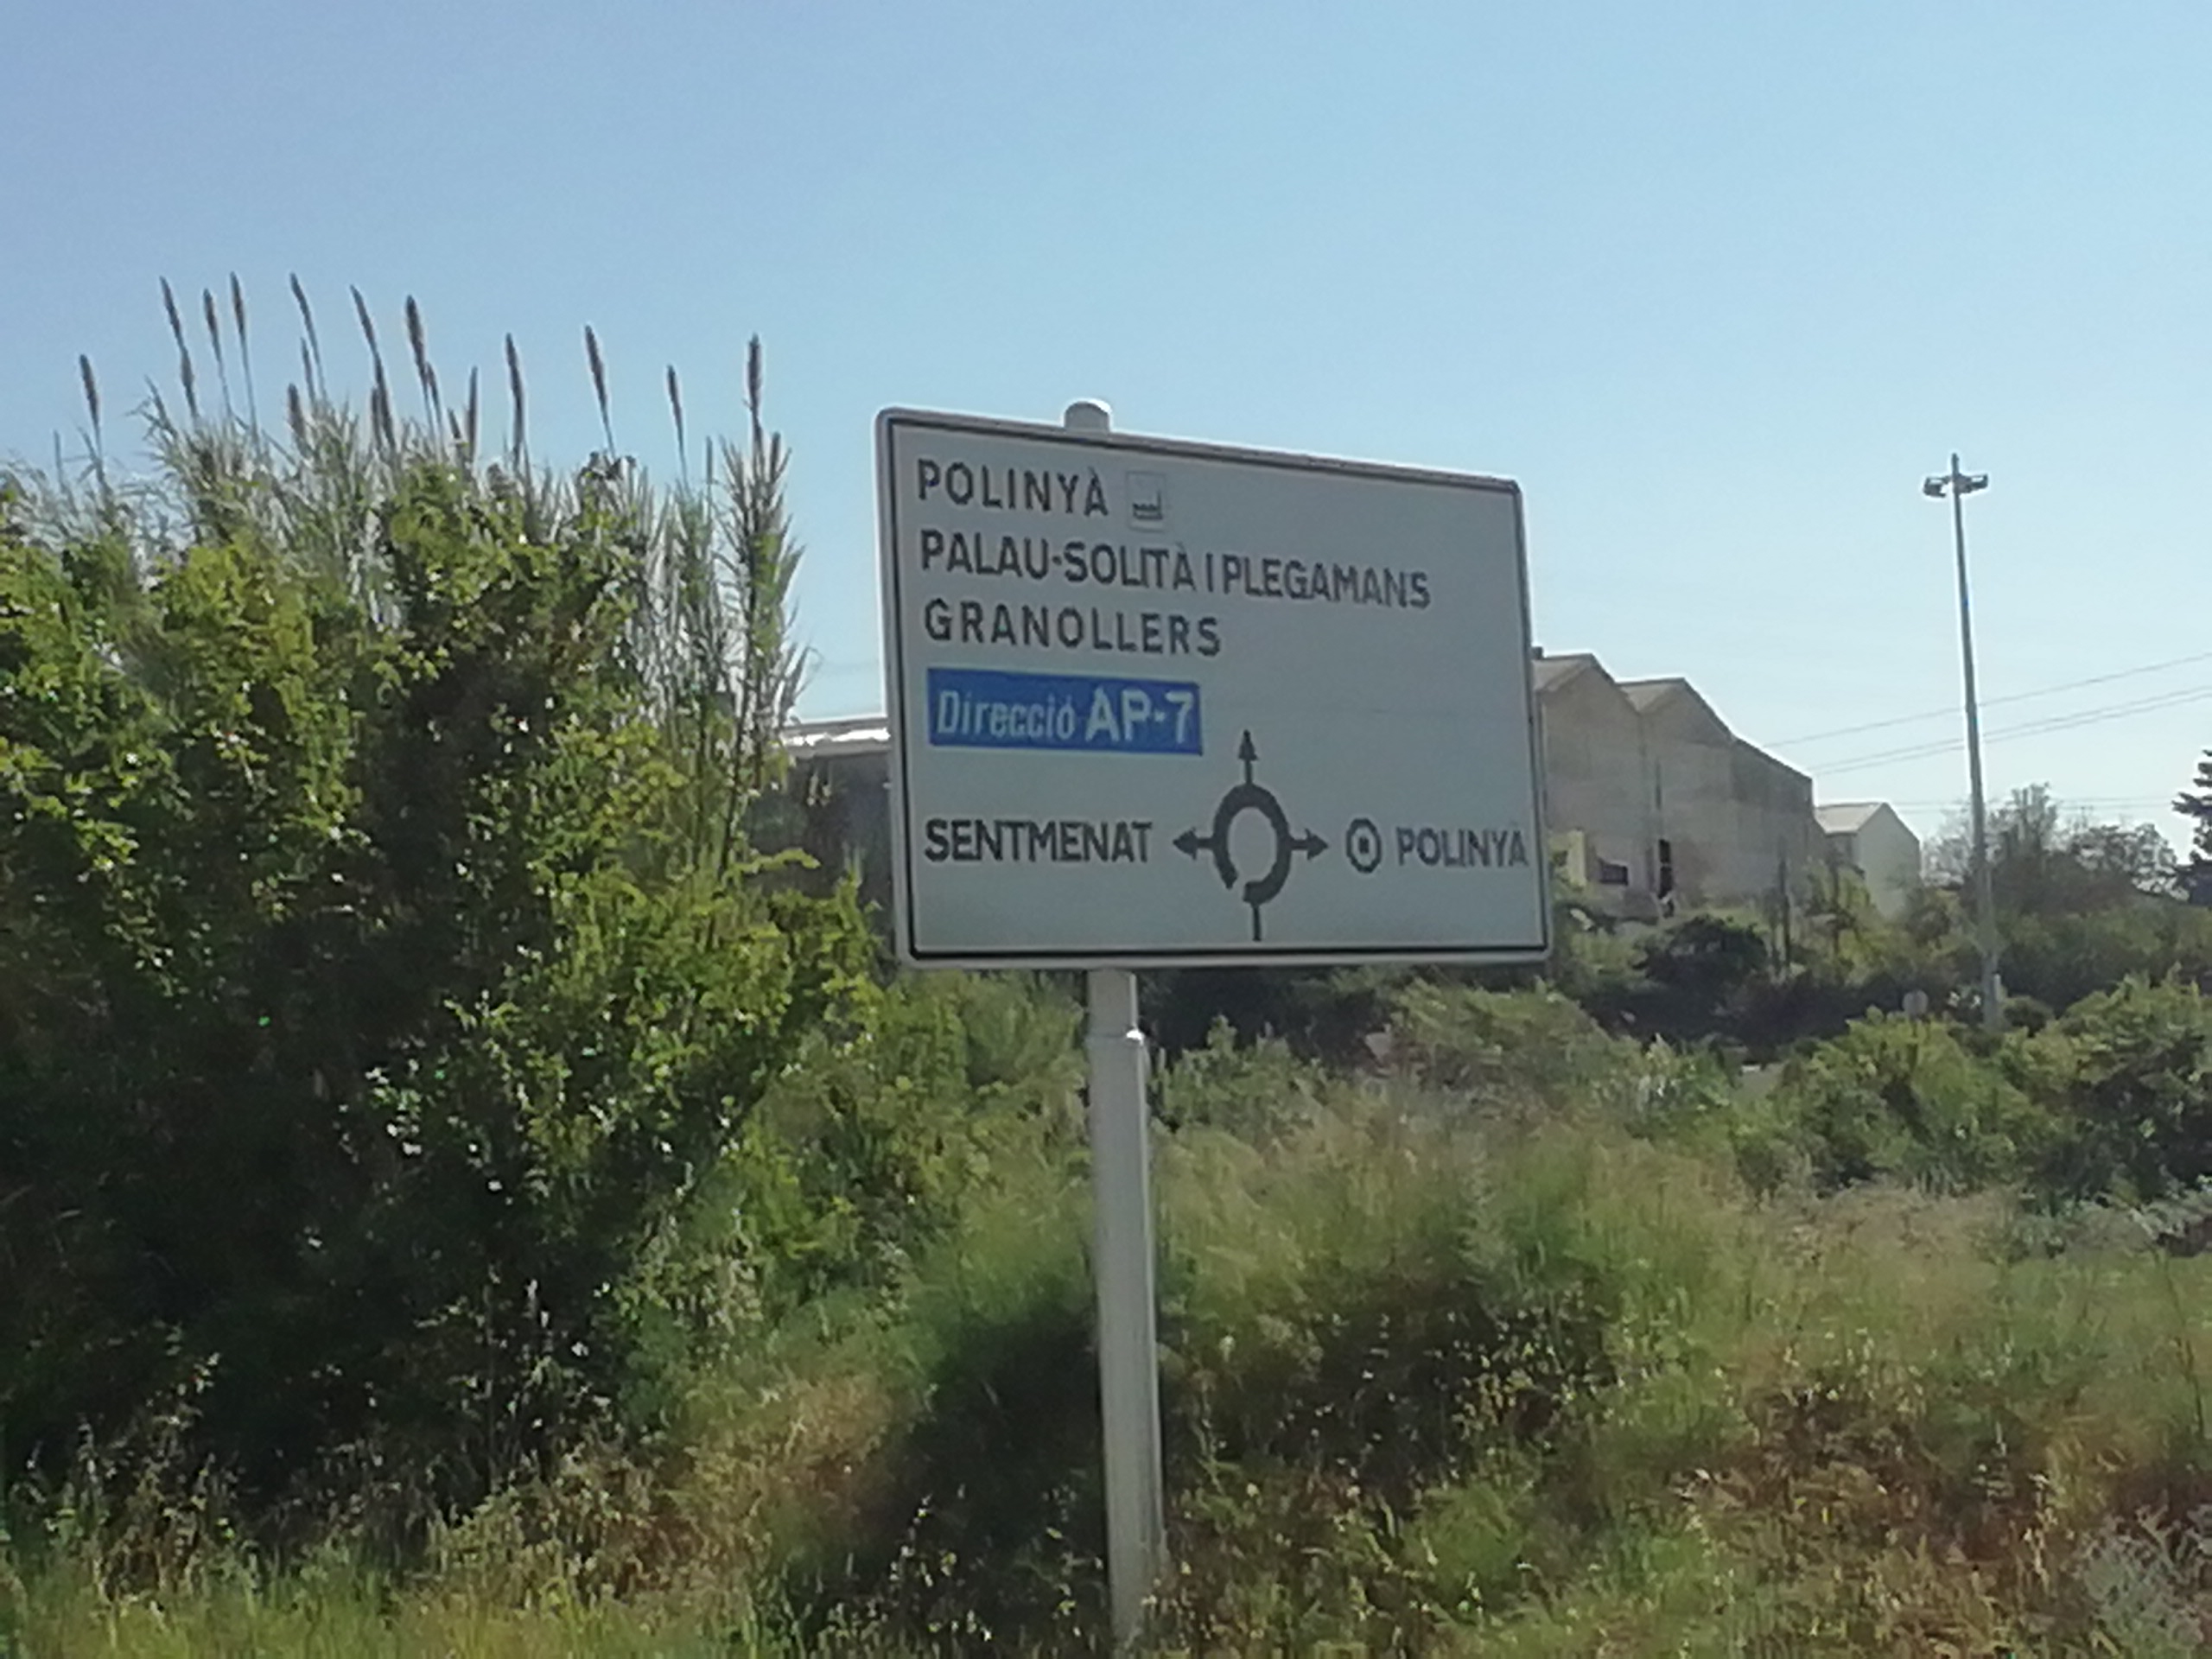 POLINYÀ
PALAU-SOLITÀ I PLEGAMANS
GRANOLLERS
Direcció AP-7
SENTMENAT POLINYÀ